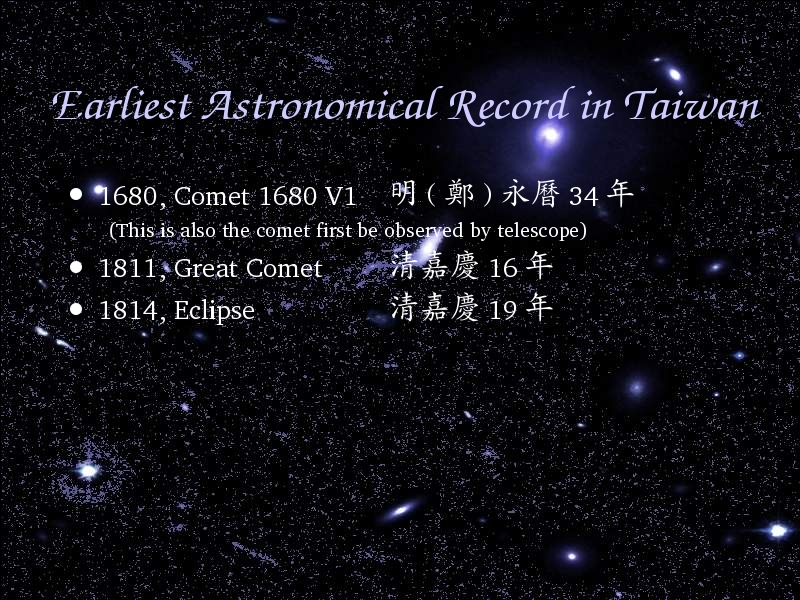 Earliest Astronomical Record in Taiwan
• 1680, Comet 1680 V1 明 ( 鄭 ) 永曆 34 年
(This is also the comet first be observed by telescope)
• 1811, Great Comet 清嘉慶 16 年
• 1814, Eclipse 清嘉慶 19 年